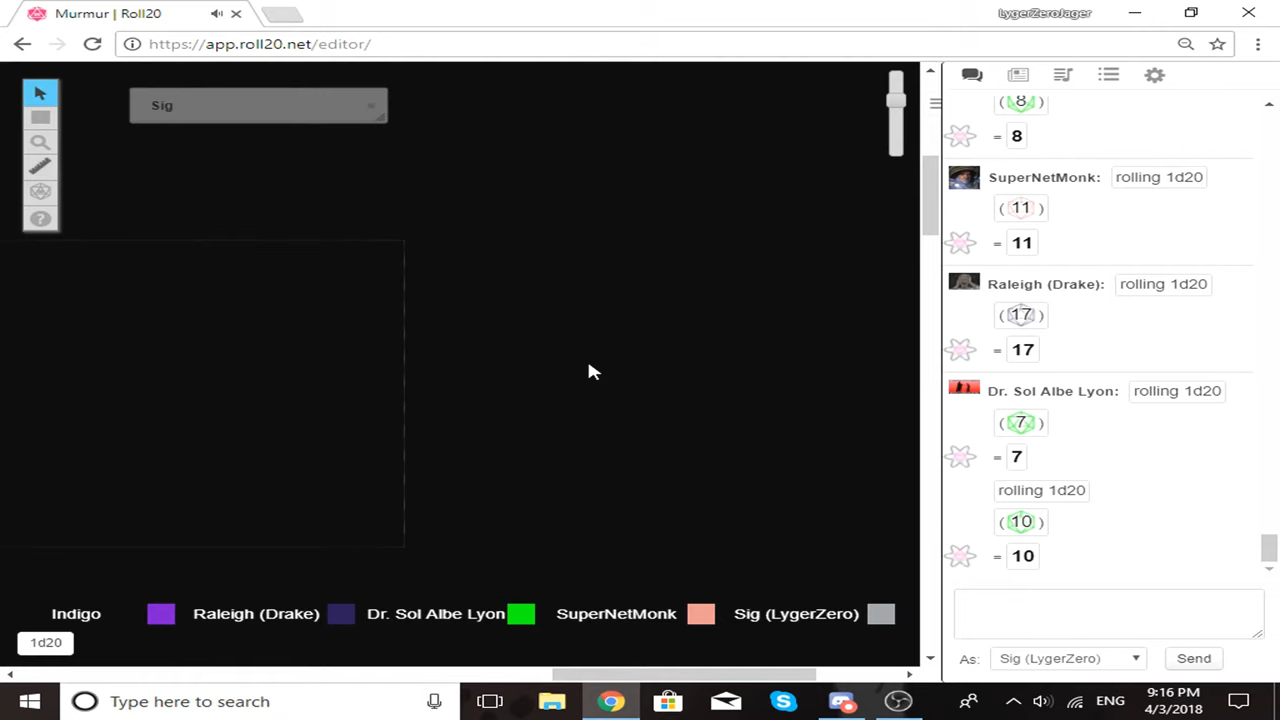 Murmur | Roll20
LygerZeroJager
https://app.roll20.net/editor/
Sig
8
= 8
SuperNetMonk: rolling 1d20
( 11 )
= 11
Raleigh (Drake): rolling 1d20
( 17 )
= 17
Dr. Sol Albe Lyon: rolling 1d20
( 7 )
= 7
rolling 1d20
( 10 )
= 10
Indigo Raleigh (Drake) Dr. Sol Albe Lyon SuperNetMonk Sig (LygerZero)
1d20
As: Sig (LygerZero) Send
Type here to search
ENG
9:16 PM
4/3/2018